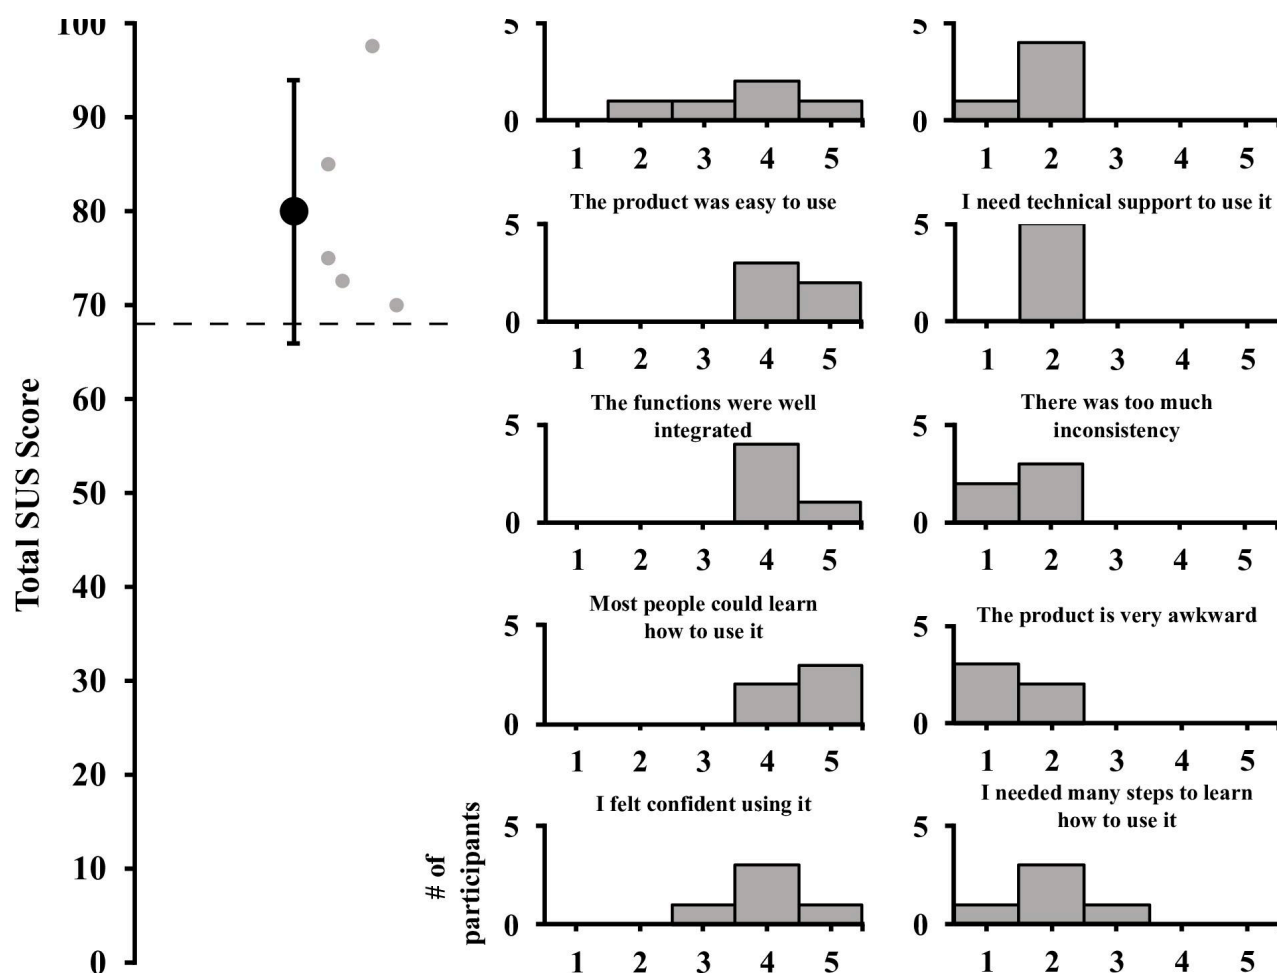 Total SUS Score
100
90
80
70
60
50
40
30
20
10
0
5
0
1 2 3 4 5
5
0
1 2 3 4 5
The product was easy to use
5
0
1 2 3 4 5
I need technical support to use it
5
0
1 2 3 4 5
The functions were well
integrated
5
0
1 2 3 4 5
There was too much
inconsistency
5
0
1 2 3 4 5
Most people could learn
how to use it
5
0
1 2 3 4 5
The product is very awkward
5
0
1 2 3 4 5
I felt confident using it
# of
participants
5
0
1 2 3 4 5
I needed many steps to learn
how to use it
5
0
1 2 3 4 5